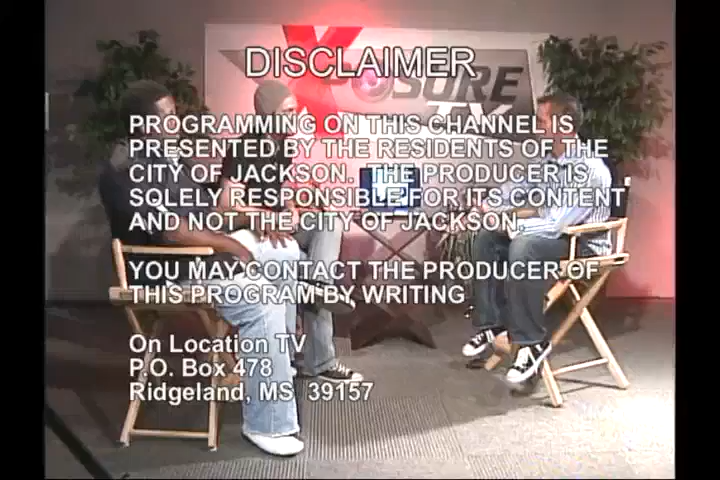 DISCLAIMER
XPOSURE
TV
PROGRAMMING ON THIS CHANNEL IS
PRESENTED BY THE RESIDENTS OF THE
CITY OF JACKSON. THE PRODUCER IS
SOLELY RESPONSIBLE FOR ITS CONTENT
AND NOT THE CITY OF JACKSON.
YOU MAY CONTACT THE PRODUCER OF
THIS PROGRAM BY WRITING
On Location TV
P.O. Box 478
Ridgeland, MS 39157